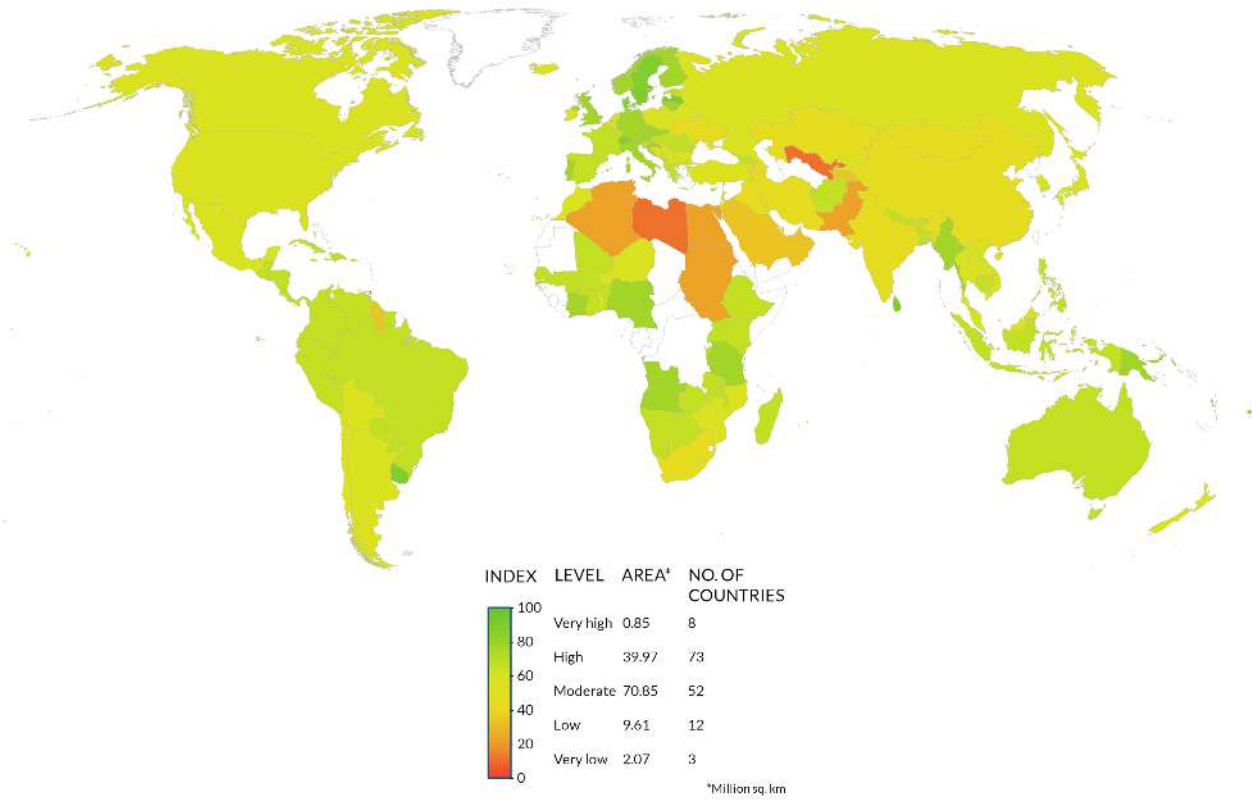 INDEX LEVEL AREA* NO. OF
COUNTRIES
100
Very high 0.85 8
80
High 39.97 73
60
Moderate 70.85 52
40
Low 9.61 12
20
Very low 2.07 3
0
*Million sq. km